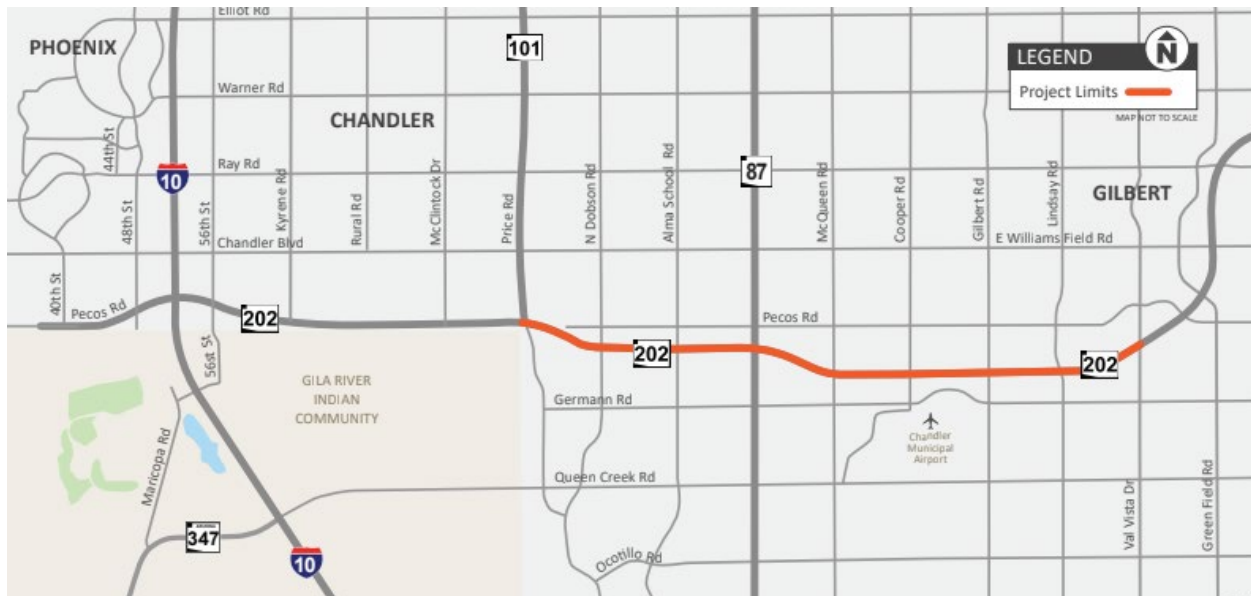 Elliot Rd
PHOENIX
101
LEGEND
N
Project Limits
MAP NOT TO SCALE
Warner Rd
CHANDLER
44th St
Ray Rd
10
87
48th St
56th St
Kyrene Rd
Rural Rd
McClintock Dr
Price Rd
N Dobson Rd
Alma School Rd
McQueen Rd
Cooper Rd
Gilbert Rd
Lindsay Rd
GILBERT
Chandler Blvd
E Williams Field Rd
40th St
Pecos Rd
202
Pecos Rd
202
202
56st St
GILA RIVER
INDIAN
COMMUNITY
Germann Rd
Chandler
Municipal
Airport
Maricopa Rd
Queen Creek Rd
Val Vista Dr
Green Field Rd
347
10
Ocotillo Rd